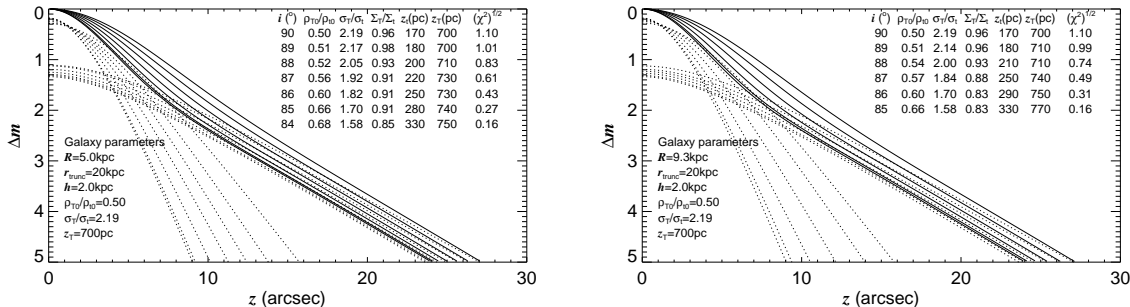 i (°) ρT0/ρt0 σT/σt ΣT/Σt zt(pc) zT(pc) (χ²)^1/2
90 0.50 2.19 0.96 170 700 1.10
89 0.51 2.17 0.98 180 700 1.01
88 0.52 2.05 0.93 200 710 0.83
87 0.56 1.92 0.91 220 730 0.61
86 0.60 1.82 0.91 250 730 0.43
85 0.66 1.70 0.91 280 740 0.27
84 0.68 1.58 0.85 330 750 0.16
Galaxy parameters
R=5.0kpc
rtrunc=20kpc
h=2.0kpc
ρT0/ρt0=0.50
σT/σt=2.19
zT=700pc
0
1
2
3
4
5
Δm
0 10 20 30
z (arcsec)
i (°) ρT0/ρt0 σT/σt ΣT/Σt zt(pc) zT(pc) (χ²)^1/2
90 0.50 2.19 0.96 170 700 1.10
89 0.51 2.14 0.96 180 710 0.99
88 0.54 2.00 0.93 210 710 0.74
87 0.57 1.84 0.88 250 740 0.49
86 0.60 1.70 0.83 290 750 0.31
85 0.66 1.58 0.83 330 770 0.16
Galaxy parameters
R=9.3kpc
rtrunc=20kpc
h=2.0kpc
ρT0/ρt0=0.50
σT/σt=2.19
zT=700pc
0
1
2
3
4
5
Δm
0 10 20 30
z (arcsec)